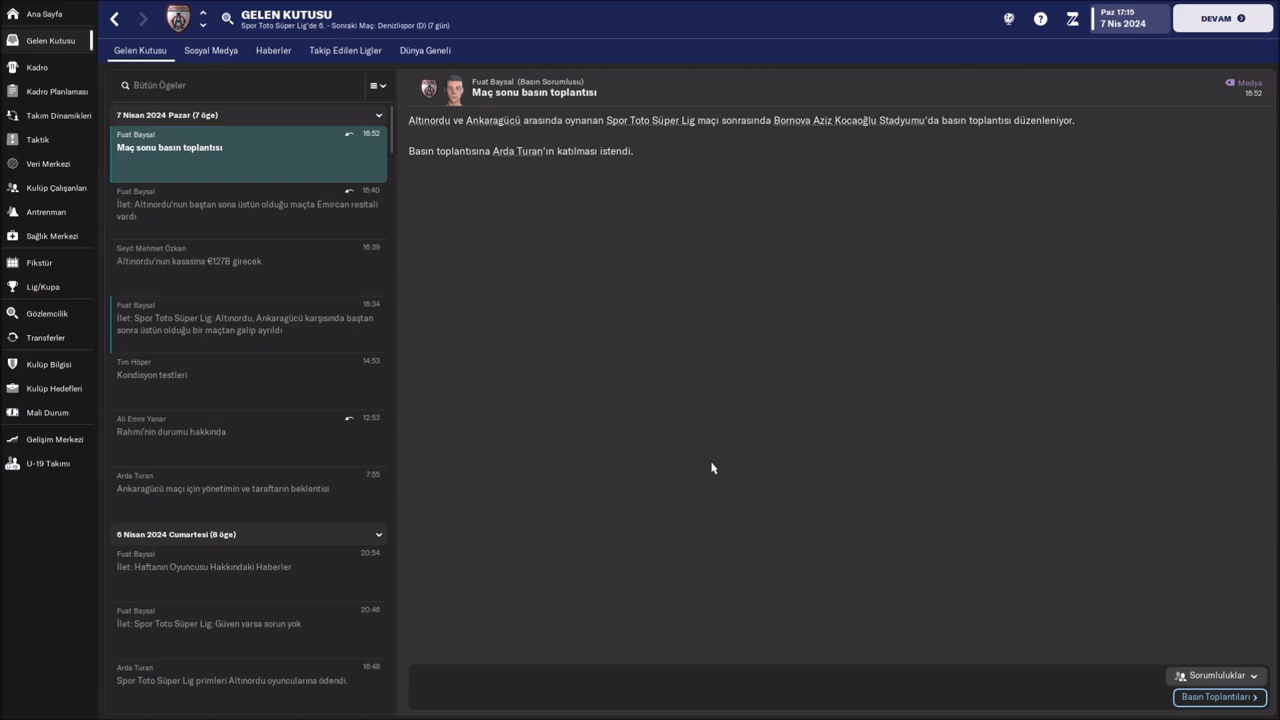 Ana Sayfa
Gelen Kutusu
Kadro
Kadro Planlaması
Takım Dinamikleri
Taktik
Veri Merkezi
Kulüp Çalışanları
Antrenman
Sağlık Merkezi
Fikstür
Lig/Kupa
Gözlemcilik
Transferler
Kulüp Bilgisi
Kulüp Hedefleri
Mali Durum
Gelişim Merkezi
U-19 Takımı
GELEN KUTUSU
Spor Toto Süper Lig'de 6. - Sonraki Maç: Denizlispor (D) (7 gün)
Paz 17:15
7 Nis 2024
DEVAM
Gelen Kutusu
Sosyal Medya
Haberler
Takip Edilen Ligler
Dünya Geneli
Bütün Ögeler
7 Nisan 2024 Pazar (7 öge)
Fuat Baysal 16:52
Maç sonu basın toplantısı
Fuat Baysal 16:40
İlet: Altınordu'nun baştan sona üstün olduğu maçta Emircan resitali
vardı
Seyit Mehmet Özkan 16:39
Altınordu'nun kasasına €127B girecek
Fuat Baysal 16:34
İlet: Spor Toto Süper Lig: Altınordu, Ankaragücü karşısında baştan
sonra üstün olduğu bir maçtan galip ayrıldı
Tim Höper 14:53
Kondisyon testleri
Ali Emre Yanar 12:53
Rahmi'nin durumu hakkında
Arda Turan 7:55
Ankaragücü maçı için yönetimin ve taraftarın beklentisi
6 Nisan 2024 Cumartesi (8 öge)
Fuat Baysal 20:54
İlet: Haftanın Oyuncusu Hakkındaki Haberler
Fuat Baysal 20:46
İlet: Spor Toto Süper Lig: Güven varsa sorun yok
Arda Turan 16:48
Spor Toto Süper Lig primleri Altınordu oyuncularına ödendi.
Fuat Baysal (Basın Sorumlusu)
Maç sonu basın toplantısı
Medya
16:52
Altınordu ve Ankaragücü arasında oynanan Spor Toto Süper Lig maçı sonrasında Bornova Aziz Kocaoğlu Stadyumu'da basın toplantısı düzenleniyor.
Basın toplantısına Arda Turan'ın katılması istendi.
Sorumluluklar
Basın Toplantıları